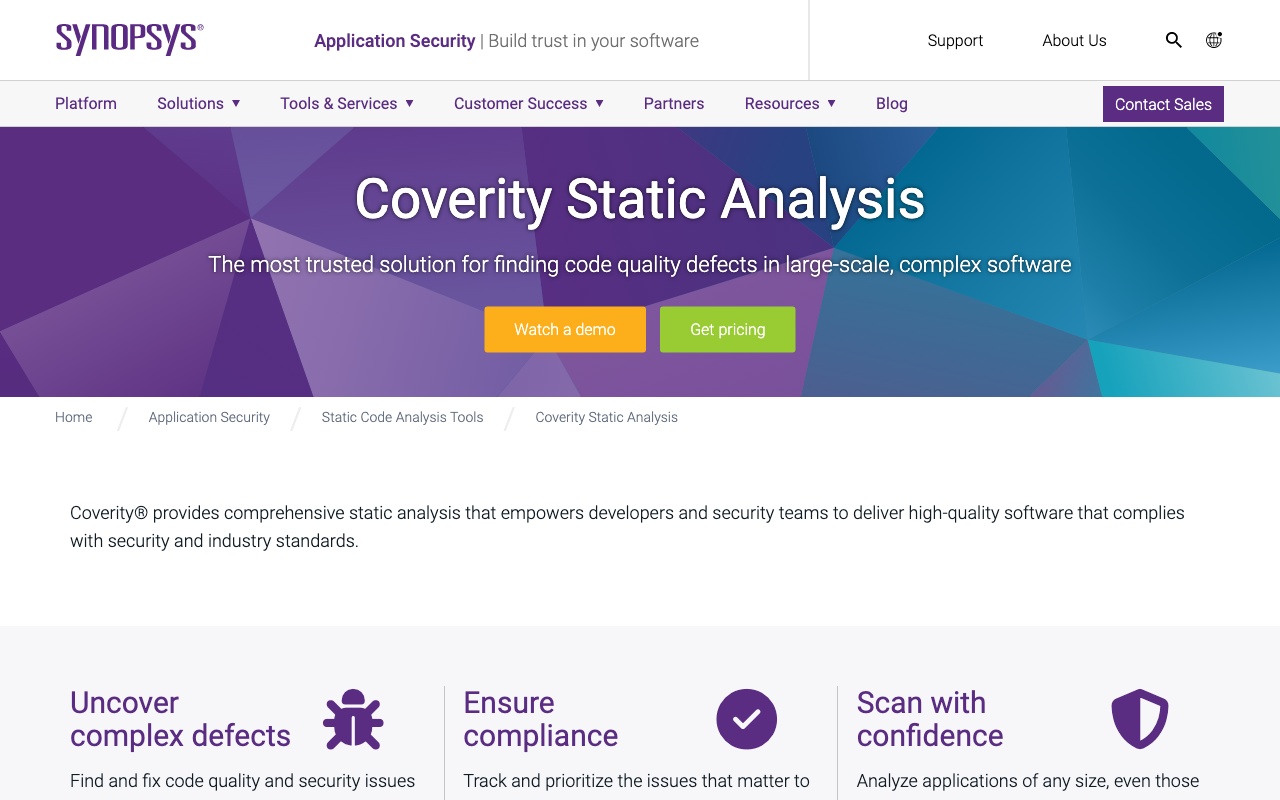 SYNOPSYS®
Application Security | Build trust in your software
Support
About Us
Platform
Solutions ▼
Tools & Services ▼
Customer Success ▼
Partners
Resources ▼
Blog
Contact Sales
Coverity Static Analysis
The most trusted solution for finding code quality defects in large-scale, complex software
Watch a demo
Get pricing
Home / Application Security / Static Code Analysis Tools / Coverity Static Analysis
Coverity® provides comprehensive static analysis that empowers developers and security teams to deliver high-quality software that complies
with security and industry standards.
Uncover
complex defects
Find and fix code quality and security issues
Ensure
compliance
Track and prioritize the issues that matter to
Scan with
confidence
Analyze applications of any size, even those